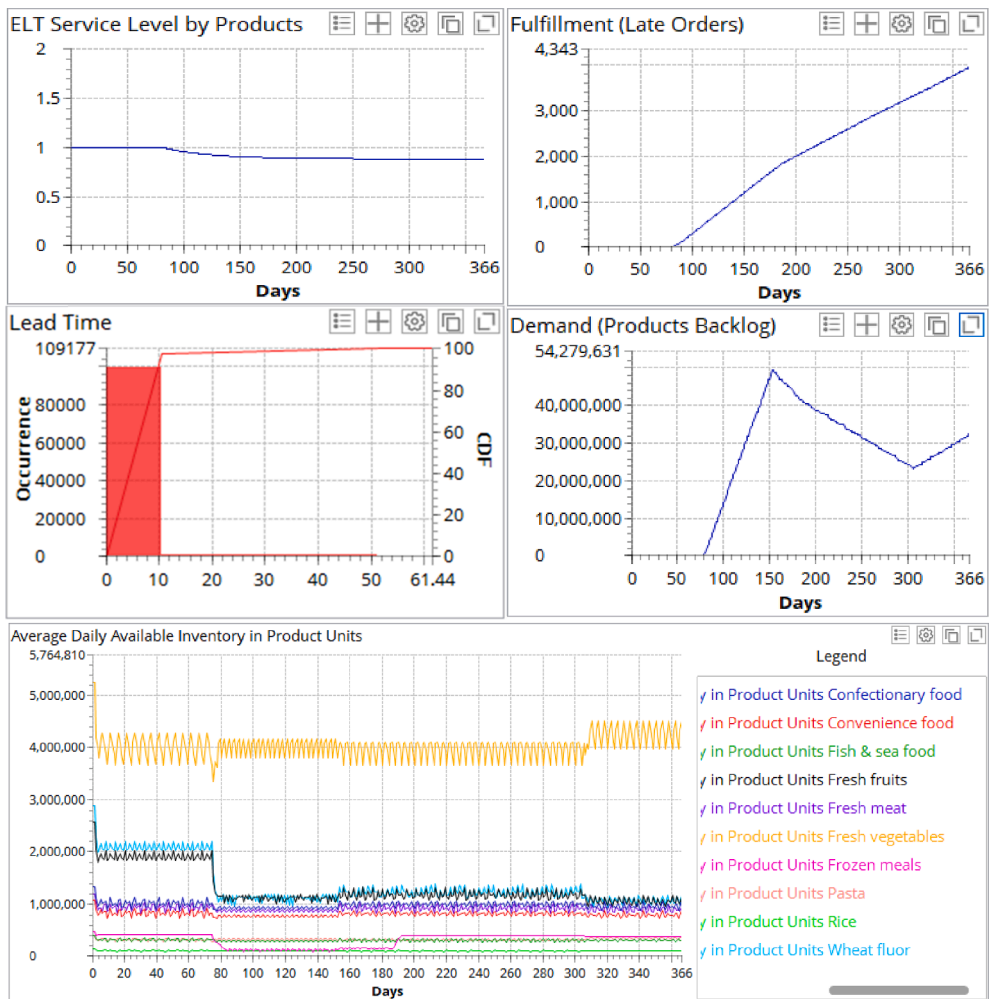 ELT Service Level by Products
2
1.5
1
0.5
0
0 50 100 150 200 250 300 366
Days
Fulfillment (Late Orders)
4,343
3,000
2,000
1,000
0
0 50 100 150 200 250 300 366
Days
Lead Time
109177
80000
60000
40000
20000
0
Occurrence
100
80
60
40
20
0
CDF
0 10 20 30 40 50 61.44
Demand (Products Backlog)
54,279,631
40,000,000
30,000,000
20,000,000
10,000,000
0
0 50 100 150 200 250 300 366
Days
Average Daily Available Inventory in Product Units
5,764,810
5,000,000
4,000,000
3,000,000
2,000,000
1,000,000
0
0 20 40 60 80 100 120 140 160 180 200 220 240 260 280 300 320 340 366
Days
Legend
y in Product Units Confectionary food
y in Product Units Convenience food
y in Product Units Fish & sea food
y in Product Units Fresh fruits
y in Product Units Fresh meat
y in Product Units Fresh vegetables
y in Product Units Frozen meals
y in Product Units Pasta
y in Product Units Rice
y in Product Units Wheat fluor